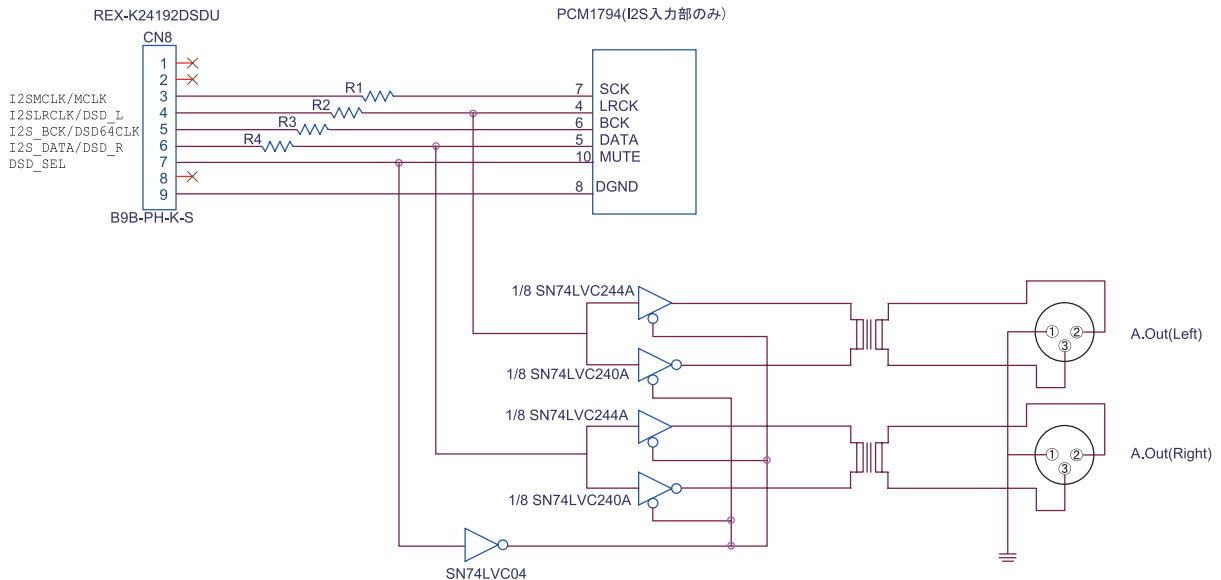 REX-K24192DSDU
PCM1794(I2S入力部のみ)
CN8
1
2
3
4
5
6
7
8
9
I2SMCLK/MCLK
I2SLRCLK/DSD_L
I2S_BCK/DSD64CLK
I2S_DATA/DSD_R
DSD_SEL
B9B-PH-K-S
R1
R2
R3
R4
7 SCK
4 LRCK
6 BCK
5 DATA
10 MUTE
8 DGND
1/8 SN74LVC244A
1/8 SN74LVC240A
① ②
③
A.Out(Left)
1/8 SN74LVC244A
1/8 SN74LVC240A
① ②
③
A.Out(Right)
SN74LVC04